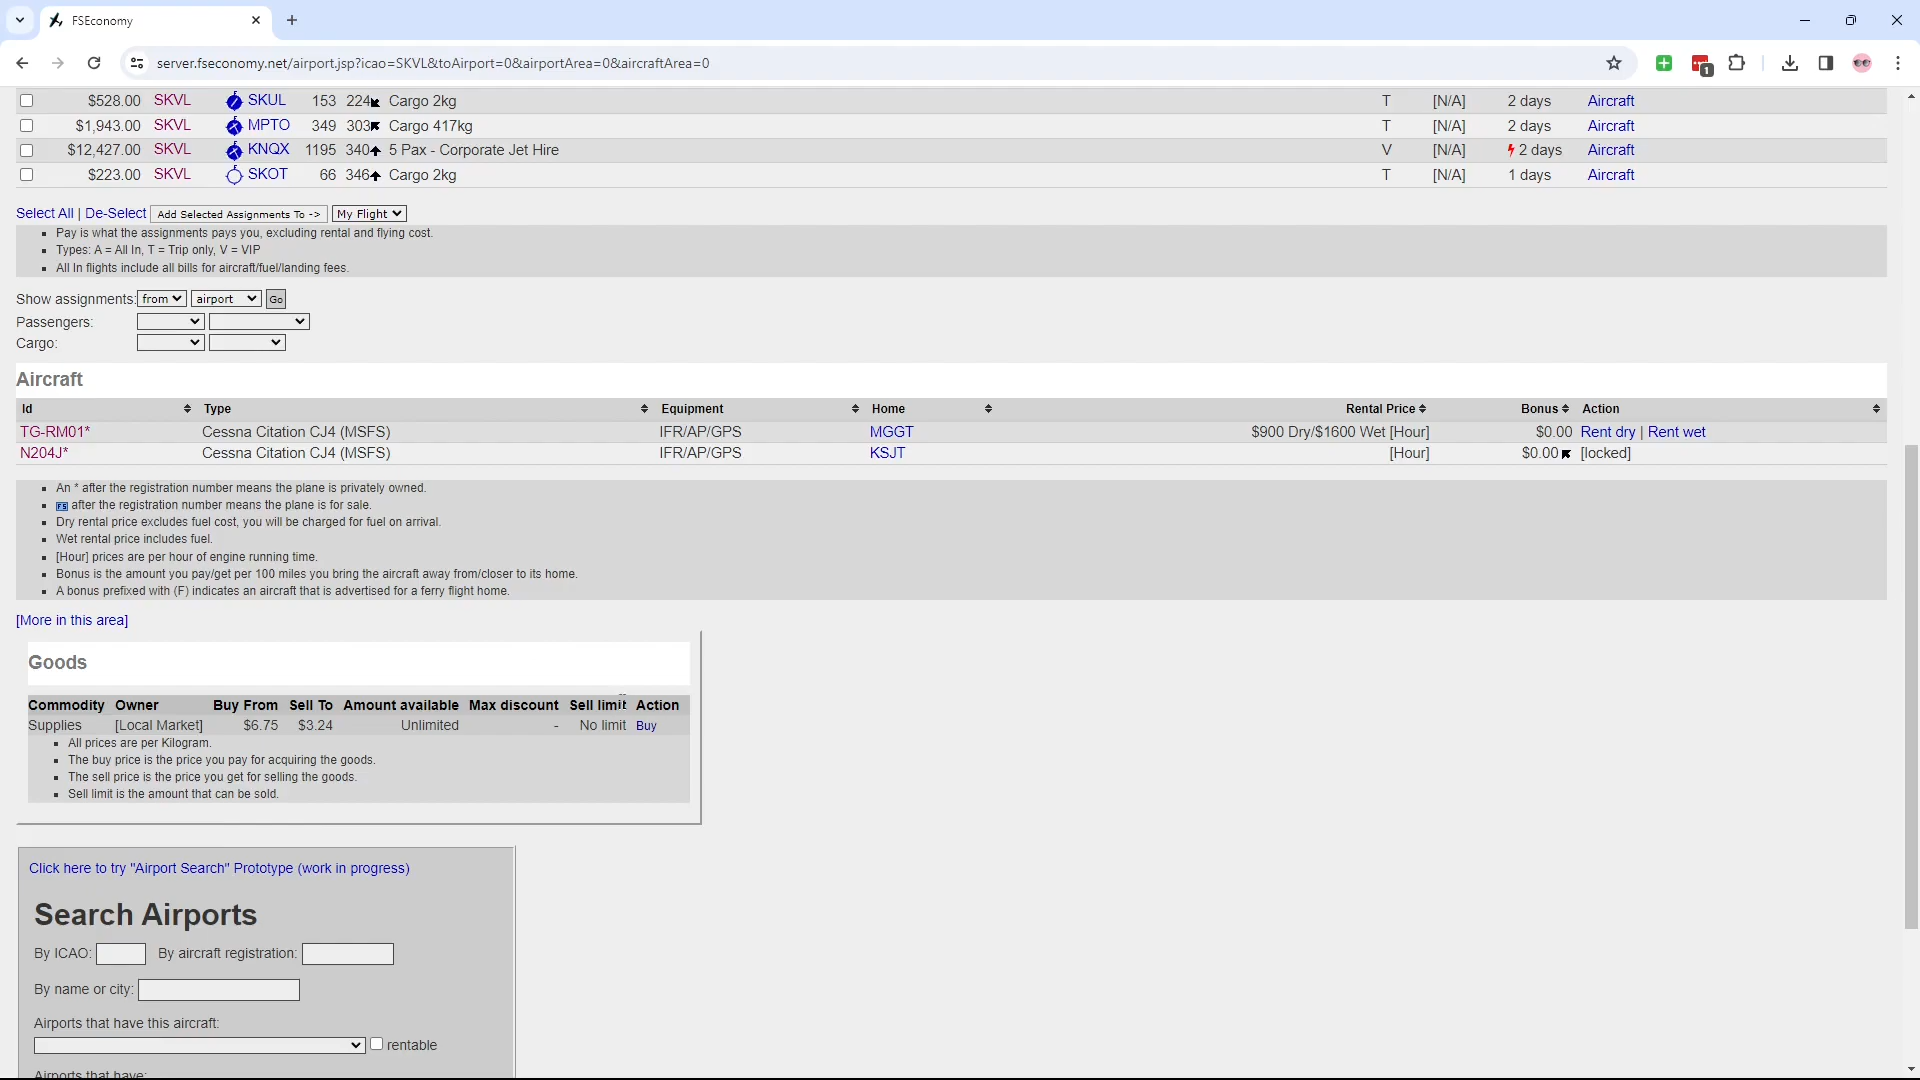 FSEconomy
server.fseconomy.net/airport.jsp?icao=SKVL&toAirport=0&airportArea=0&aircraftArea=0
1
$528.00 SKVL SKUL 153 224 Cargo 2kg T [N/A] 2 days Aircraft
$1,943.00 SKVL MPTO 349 303 Cargo 417kg T [N/A] 2 days Aircraft
$12,427.00 SKVL KNQX 1195 340 5 Pax - Corporate Jet Hire V [N/A] 2 days Aircraft
$223.00 SKVL SKOT 66 346 Cargo 2kg T [N/A] 1 days Aircraft
Select All | De-Select Add Selected Assignments To -> My Flight
Pay is what the assignments pays you, excluding rental and flying cost.
Types: A = All In, T = Trip only, V = VIP
All In flights include all bills for aircraft/fuel/landing fees.
Show assignments: from airport Go
Passengers:
Cargo:
Aircraft
Id Type Equipment Home Rental Price Bonus Action
TG-RM01* Cessna Citation CJ4 (MSFS) IFR/AP/GPS MGGT $900 Dry/$1600 Wet [Hour] $0.00 Rent dry | Rent wet
N204J* Cessna Citation CJ4 (MSFS) IFR/AP/GPS KSJT [Hour] $0.00 [locked]
An * after the registration number means the plane is privately owned.
FS after the registration number means the plane is for sale.
Dry rental price excludes fuel cost, you will be charged for fuel on arrival.
Wet rental price includes fuel.
[Hour] prices are per hour of engine running time.
Bonus is the amount you pay/get per 100 miles you bring the aircraft away from/closer to its home.
A bonus prefixed with (F) indicates an aircraft that is advertised for a ferry flight home.
[More in this area]
Goods
Commodity Owner Buy From Sell To Amount available Max discount Sell limit Action
Supplies [Local Market] $6.75 $3.24 Unlimited - No limit Buy
All prices are per Kilogram.
The buy price is the price you pay for acquiring the goods.
The sell price is the price you get for selling the goods.
Sell limit is the amount that can be sold.
Click here to try "Airport Search" Prototype (work in progress)
Search Airports
By ICAO: By aircraft registration:
By name or city:
Airports that have this aircraft:
rentable
Airports that have: